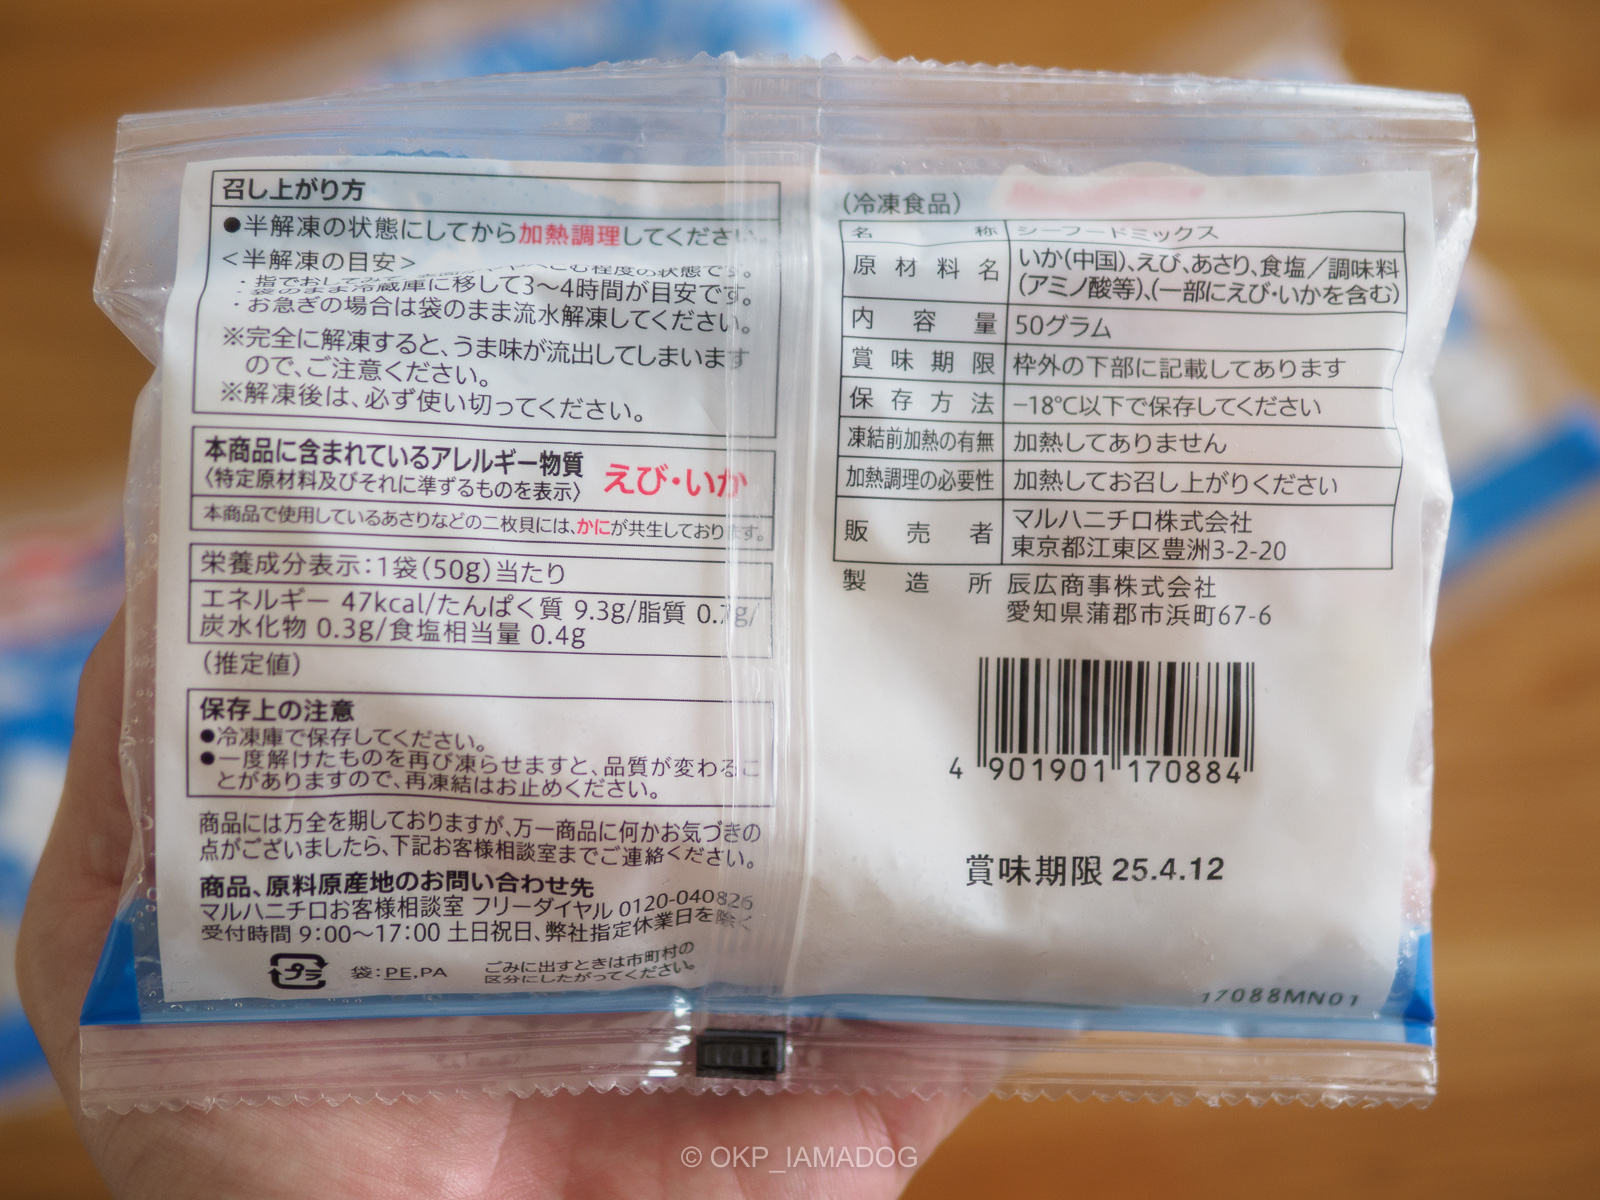 召し上がり方
●半解凍の状態にしてから加熱調理してください。
<半解凍の目安>
・指でおしてみて、
やへこむ程度の状態です。
・袋のまま冷蔵庫に移して3～4時間が目安です。
・お急ぎの場合は袋のまま流水解凍してください。
※完全に解凍すると、うま味が流出してしまいます
ので、ご注意ください。
※解凍後は、必ず使い切ってください。
本商品に含まれているアレルギー物質
〈特定原材料及びそれに準ずるものを表示〉
えび・いか
本商品で使用しているあさりなどの二枚貝には、かにが共生しております。
栄養成分表示：1袋(50g)当たり
エネルギー 47kcal/たんぱく質 9.3g/脂質 0.7g/
炭水化物 0.3g/食塩相当量 0.4g
(推定値)
保存上の注意
●冷凍庫で保存してください。
●一度解けたものを再び凍らせますと、品質が変わるこ
とがありますので、再凍結はお止めください。
商品には万全を期しておりますが、万一商品に何かお気づきの
点がございましたら、下記お客様相談室までご連絡ください。
商品、原料原産地のお問い合わせ先
マルハニチロお客様相談室 フリーダイヤル 0120-040826
受付時間 9:00～17:00 土日祝日、弊社指定休業日を除く
プラ
袋：PE,PA
ごみに出すときは市町村の
区分にしたがってください。
(冷凍食品)
名称 シーフードミックス
原材料名 いか(中国)、えび、あさり、食塩／調味料
(アミノ酸等)、(一部にえび・いかを含む)
内容量 50グラム
賞味期限 枠外の下部に記載してあります
保存方法 −18℃以下で保存してください
凍結前加熱の有無 加熱してありません
加熱調理の必要性 加熱してお召し上がりください
販売者 マルハニチロ株式会社
東京都江東区豊洲3-2-20
製造所 辰広商事株式会社
愛知県蒲郡市浜町67-6
4 901901 170884
賞味期限 25.4.12
17088MN01
© OKP_IAMADOG